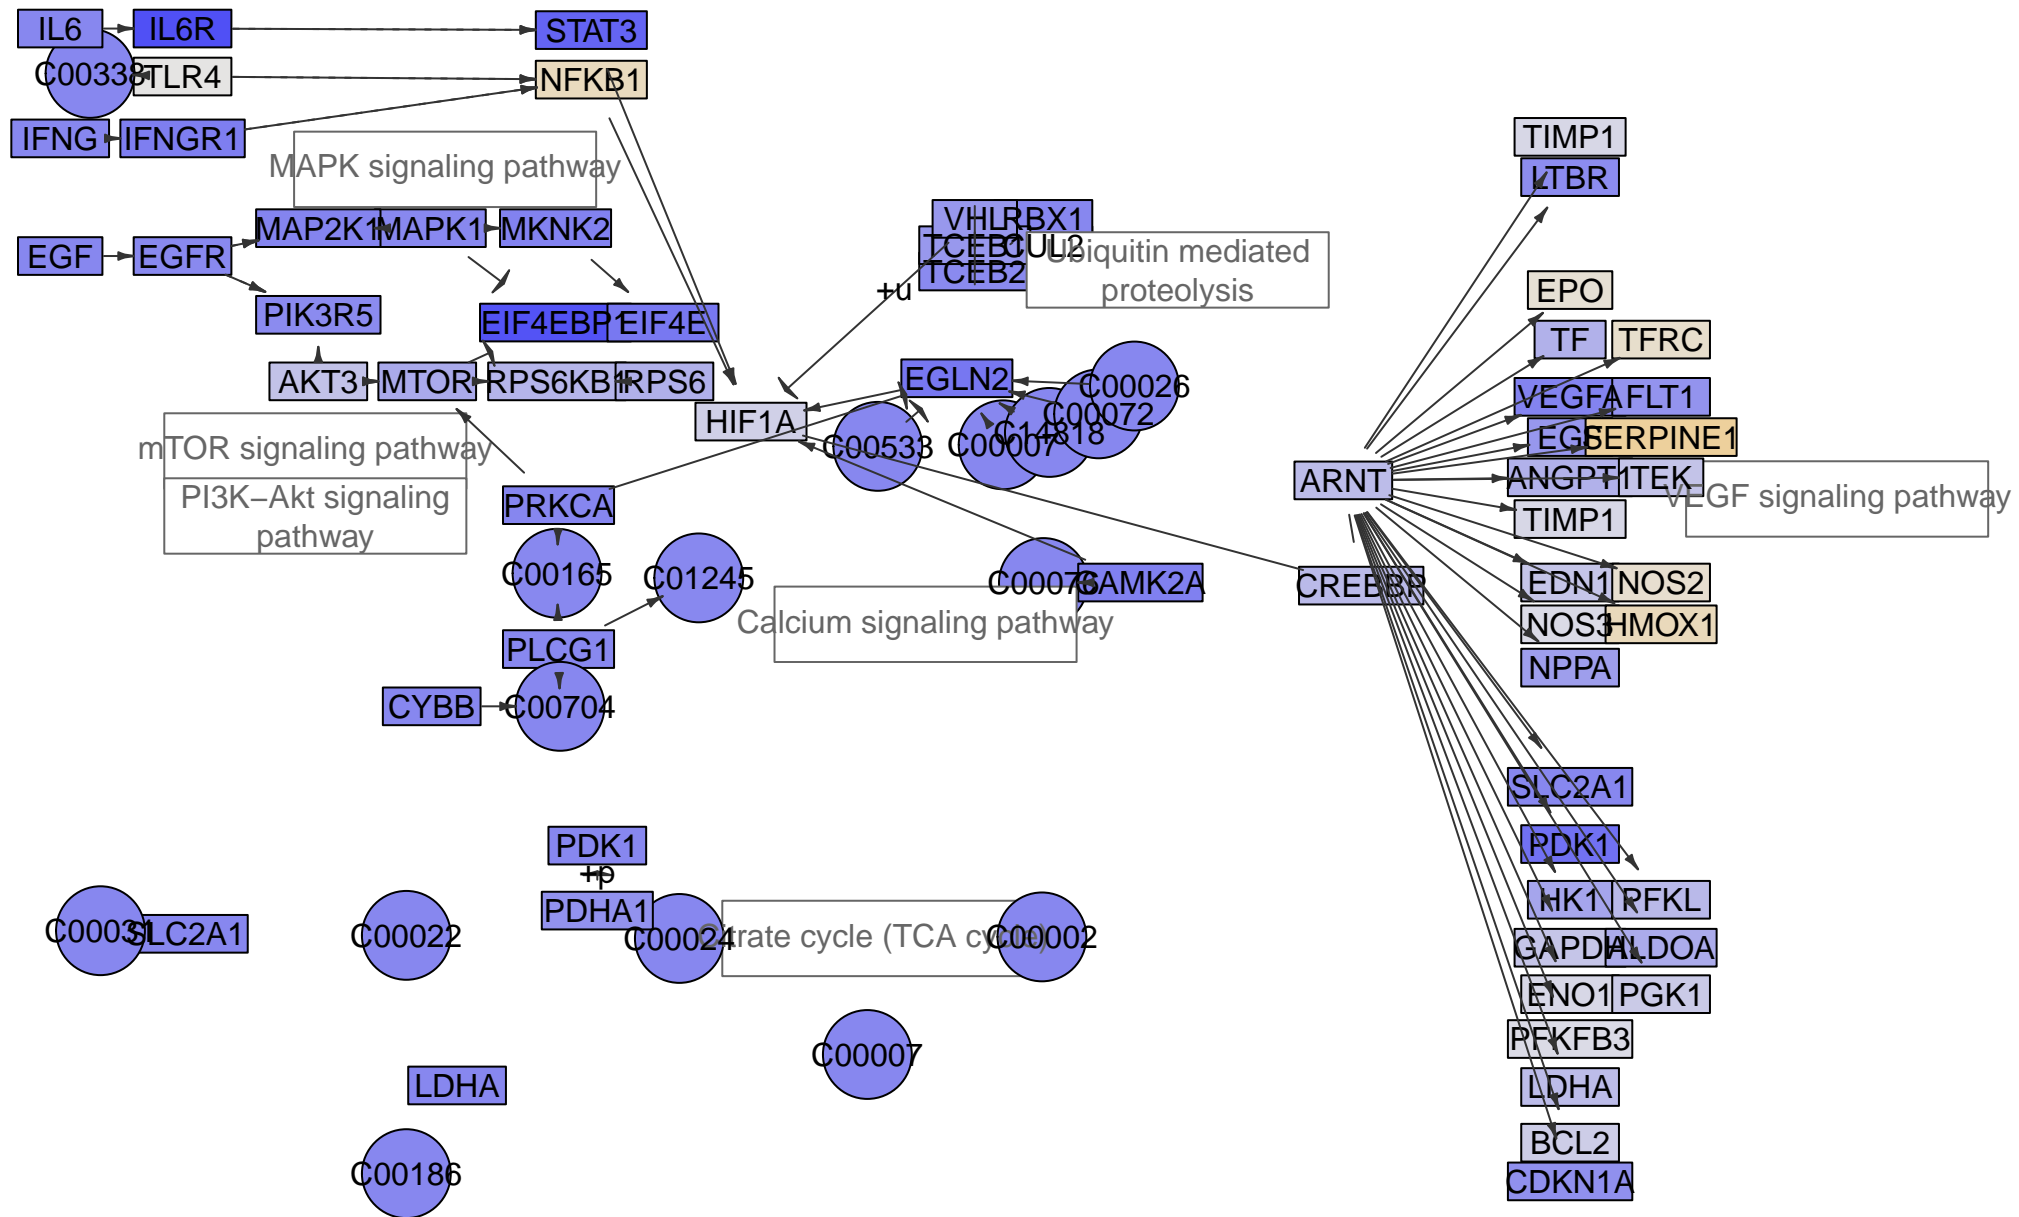 IL6
IL6R
STAT3
C00338
TLR4
NFKB1
IFNG
IFNGR1
MAPK signaling pathway
TIMP1
LTBR
MAP2K1
MAPK1
MKNK2
EGF
EGFR
VHL
RBX1
TCEB1
CUL2
TCEB2
Ubiquitin mediated
proteolysis
+u
PIK3R5
EIF4EBP1
EIF4E
EPO
TF
TFRC
AKT3
MTOR
RPS6KB1
RPS6
EGLN2
C00026
C00072
C14818
C00007
C00533
HIF1A
VEGFA
FLT1
EGF
SERPINE1
mTOR signaling pathway
PI3K−Akt signaling
pathway
ARNT
ANGPT1
TEK
VEGF signaling pathway
TIMP1
PRKCA
C00165
C01245
C00076
CAMK2A
CREBBP
EDN1
NOS2
Calcium signaling pathway
NOS3
HMOX1
PLCG1
NPPA
CYBB
C00704
SLC2A1
PDK1
+p
PDK1
PDHA1
HK1
PFKL
C00031
SLC2A1
C00022
C00024
Citrate cycle (TCA cycle)
C00002
GAPDH
ALDOA
ENO1
PGK1
PFKFB3
C00007
LDHA
LDHA
BCL2
C00186
CDKN1A